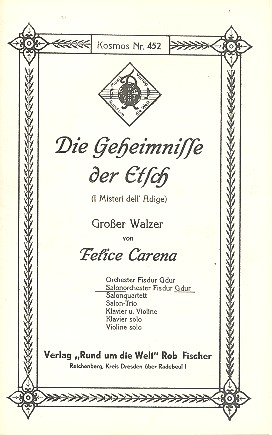 Kosmos Nr. 452
Die Geheimnisse
der Etsch
(i Misteri dell' Adige)
Großer Walzer
von
Felice Carena
Orchester Fisdur Gdur
Salonorchester Fisdur Gdur
Salonquartett
Salon-Trio
Klavier u. Violine
Klavier solo
Violine solo
Verlag „Rund um die Welt" Rob Fischer
Reichenberg, Kreis Dresden über Radebeul I